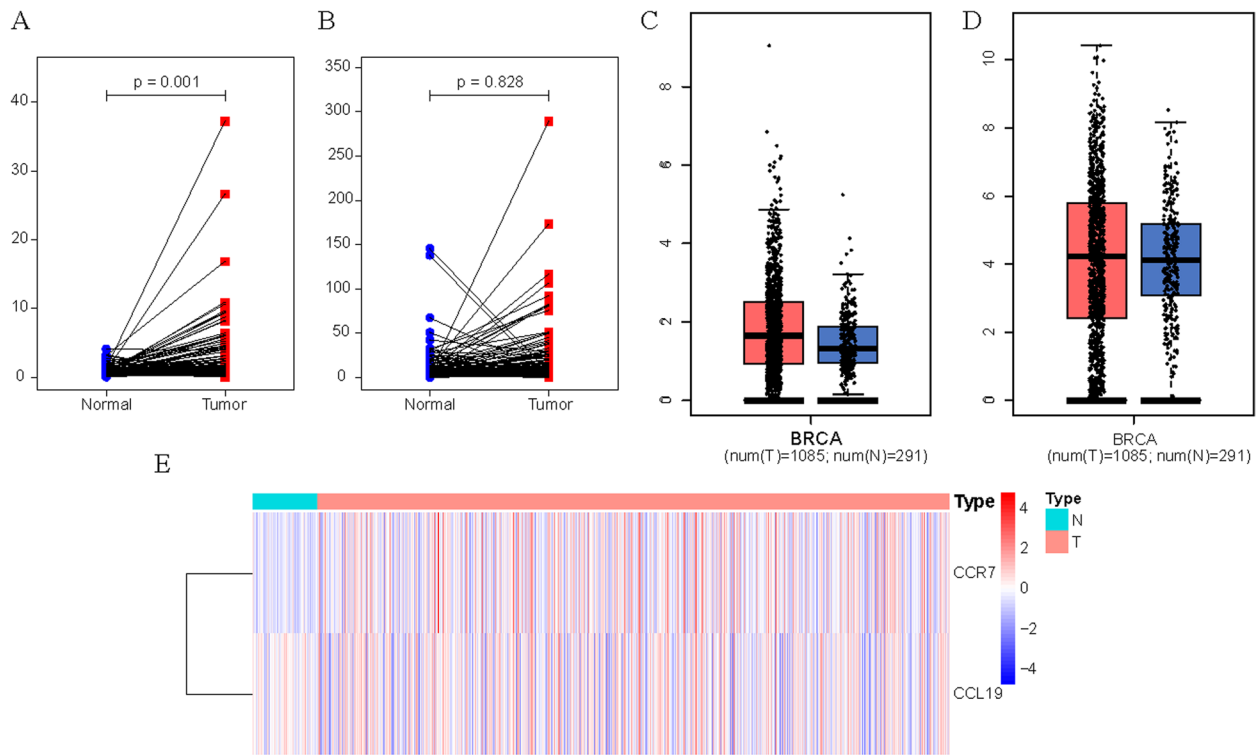 A
p = 0.001
40
30
20
10
0
Normal Tumor
B
p = 0.828
350
300
250
200
150
100
50
0
Normal Tumor
C
8
6
4
2
0
BRCA
(num(T)=1085; num(N)=291)
D
10
8
6
4
2
0
BRCA
(num(T)=1085; num(N)=291)
E
Type
CCR7
CCL19
4
2
0
−2
−4
Type
N
T